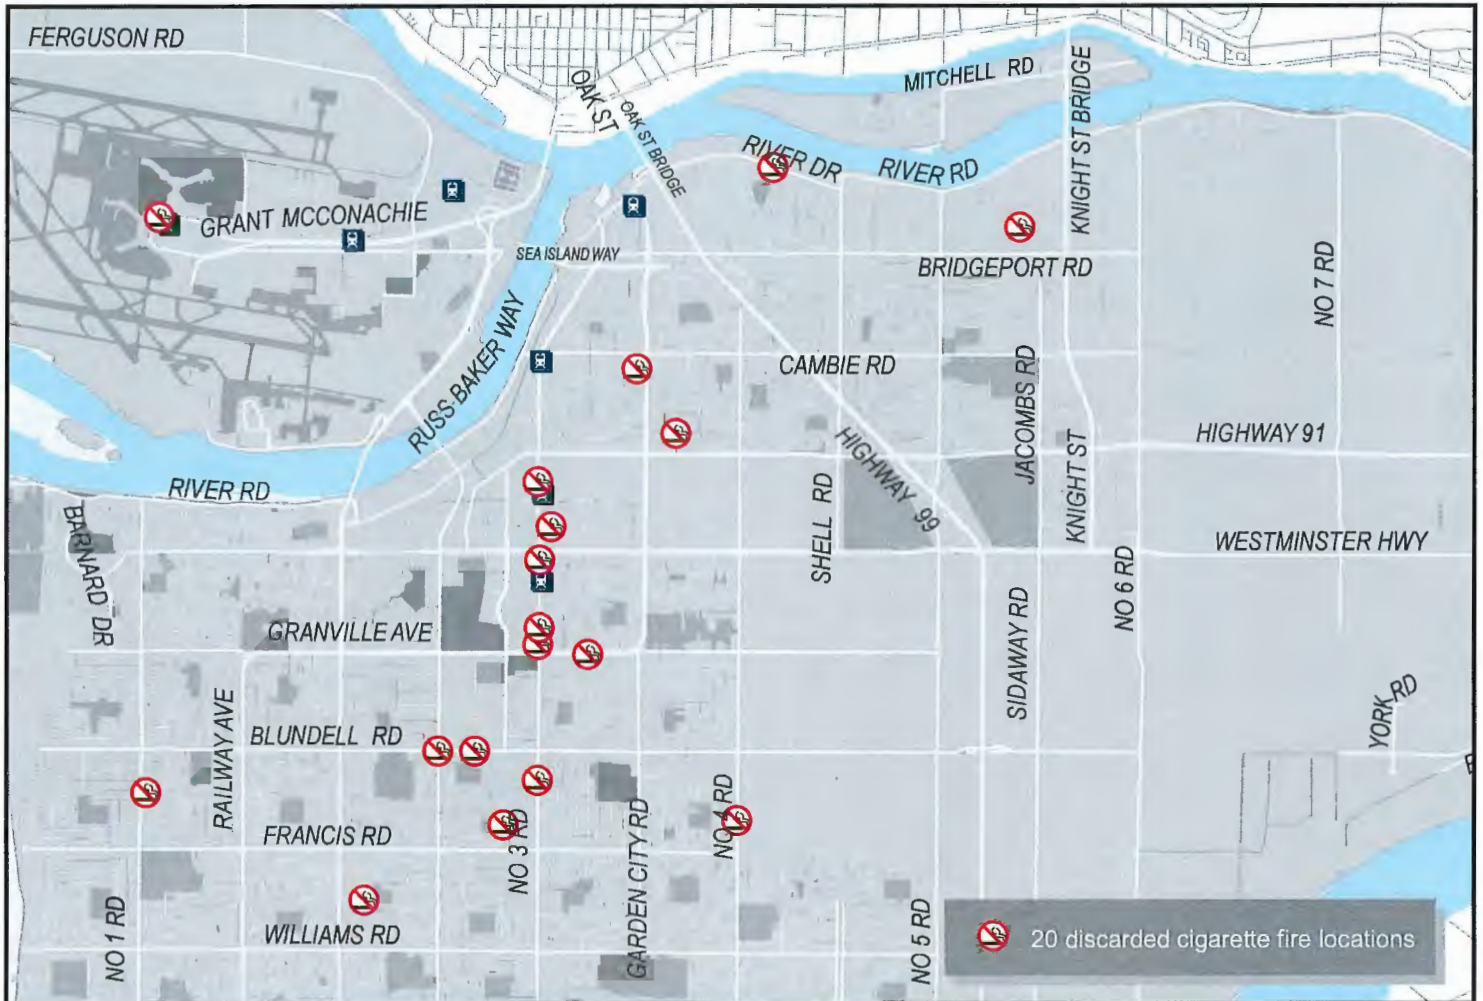 FERGUSON RD
OAK ST
OAK ST BRIDGE
MITCHELL RD
KNIGHT ST BRIDGE
RIVER DR
RIVER RD
GRANT MCCONACHIE
SEA ISLAND WAY
BRIDGEPORT RD
NO 7 RD
RUSS BAKER WAY
CAMBIE RD
JACOMBS RD
HIGHWAY 91
HIGHWAY 99
RIVER RD
BARNARD DR
SHELL RD
KNIGHT ST
WESTMINSTER HWY
NO 6 RD
GRANVILLE AVE
SIDAWAY RD
RAILWAY AVE
BLUNDELL RD
YORK RD
FRANCIS RD
NO 3 RD
GARDEN CITY RD
NO 4 RD
NO 1 RD
WILLIAMS RD
NO 5 RD
20 discarded cigarette fire locations